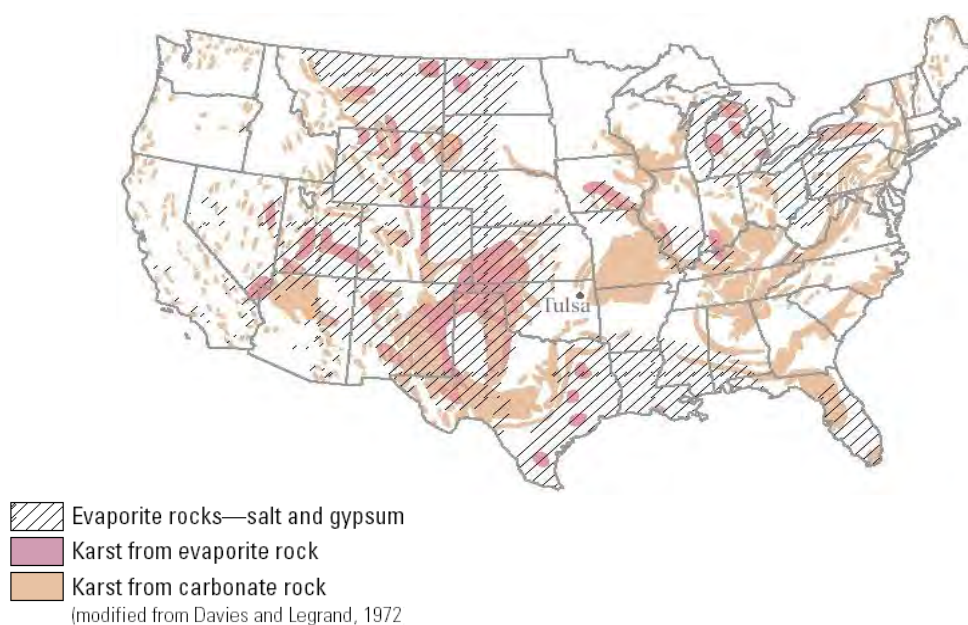 Tulsa
Evaporite rocks—salt and gypsum
Karst from evaporite rock
Karst from carbonate rock
(modified from Davies and Legrand, 1972